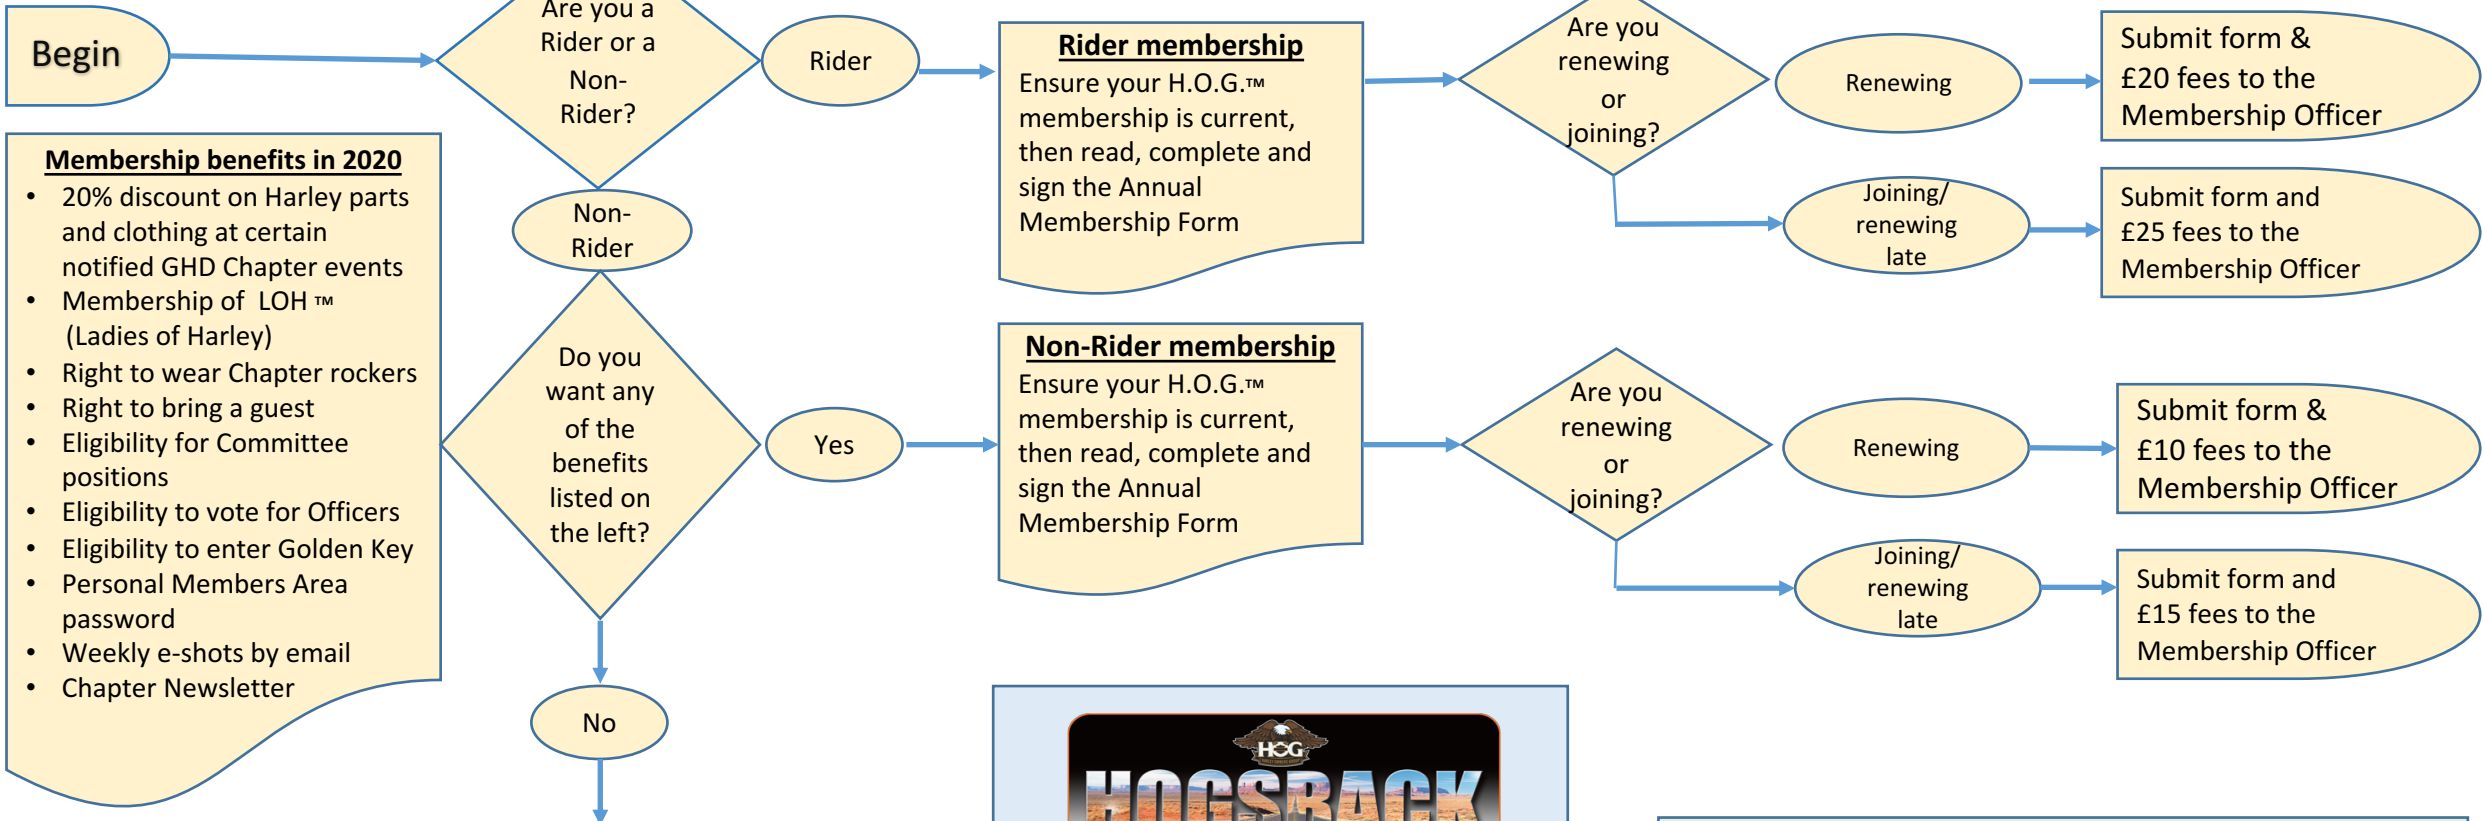 Begin
Are you a
Rider or a
Non-
Rider?
Rider
Rider membership
Ensure your H.O.G.™
membership is current,
then read, complete and
sign the Annual
Membership Form
Are you
renewing
or
joining?
Renewing
Submit form &
£20 fees to the
Membership Officer
Joining/
renewing
late
Submit form and
£25 fees to the
Membership Officer
Membership benefits in 2020
• 20% discount on Harley parts
and clothing at certain
notified GHD Chapter events
• Membership of LOH ™
(Ladies of Harley)
• Right to wear Chapter rockers
• Right to bring a guest
• Eligibility for Committee
positions
• Eligibility to vote for Officers
• Eligibility to enter Golden Key
• Personal Members Area
password
• Weekly e-shots by email
• Chapter Newsletter
Non-
Rider
Do you
want any
of the
benefits
listed on
the left?
Yes
Non-Rider membership
Ensure your H.O.G.™
membership is current,
then read, complete and
sign the Annual
Membership Form
Are you
renewing
or
joining?
Renewing
Submit form &
£10 fees to the
Membership Officer
Joining/
renewing
late
Submit form and
£15 fees to the
Membership Officer
No
HOG
HOGSBACK